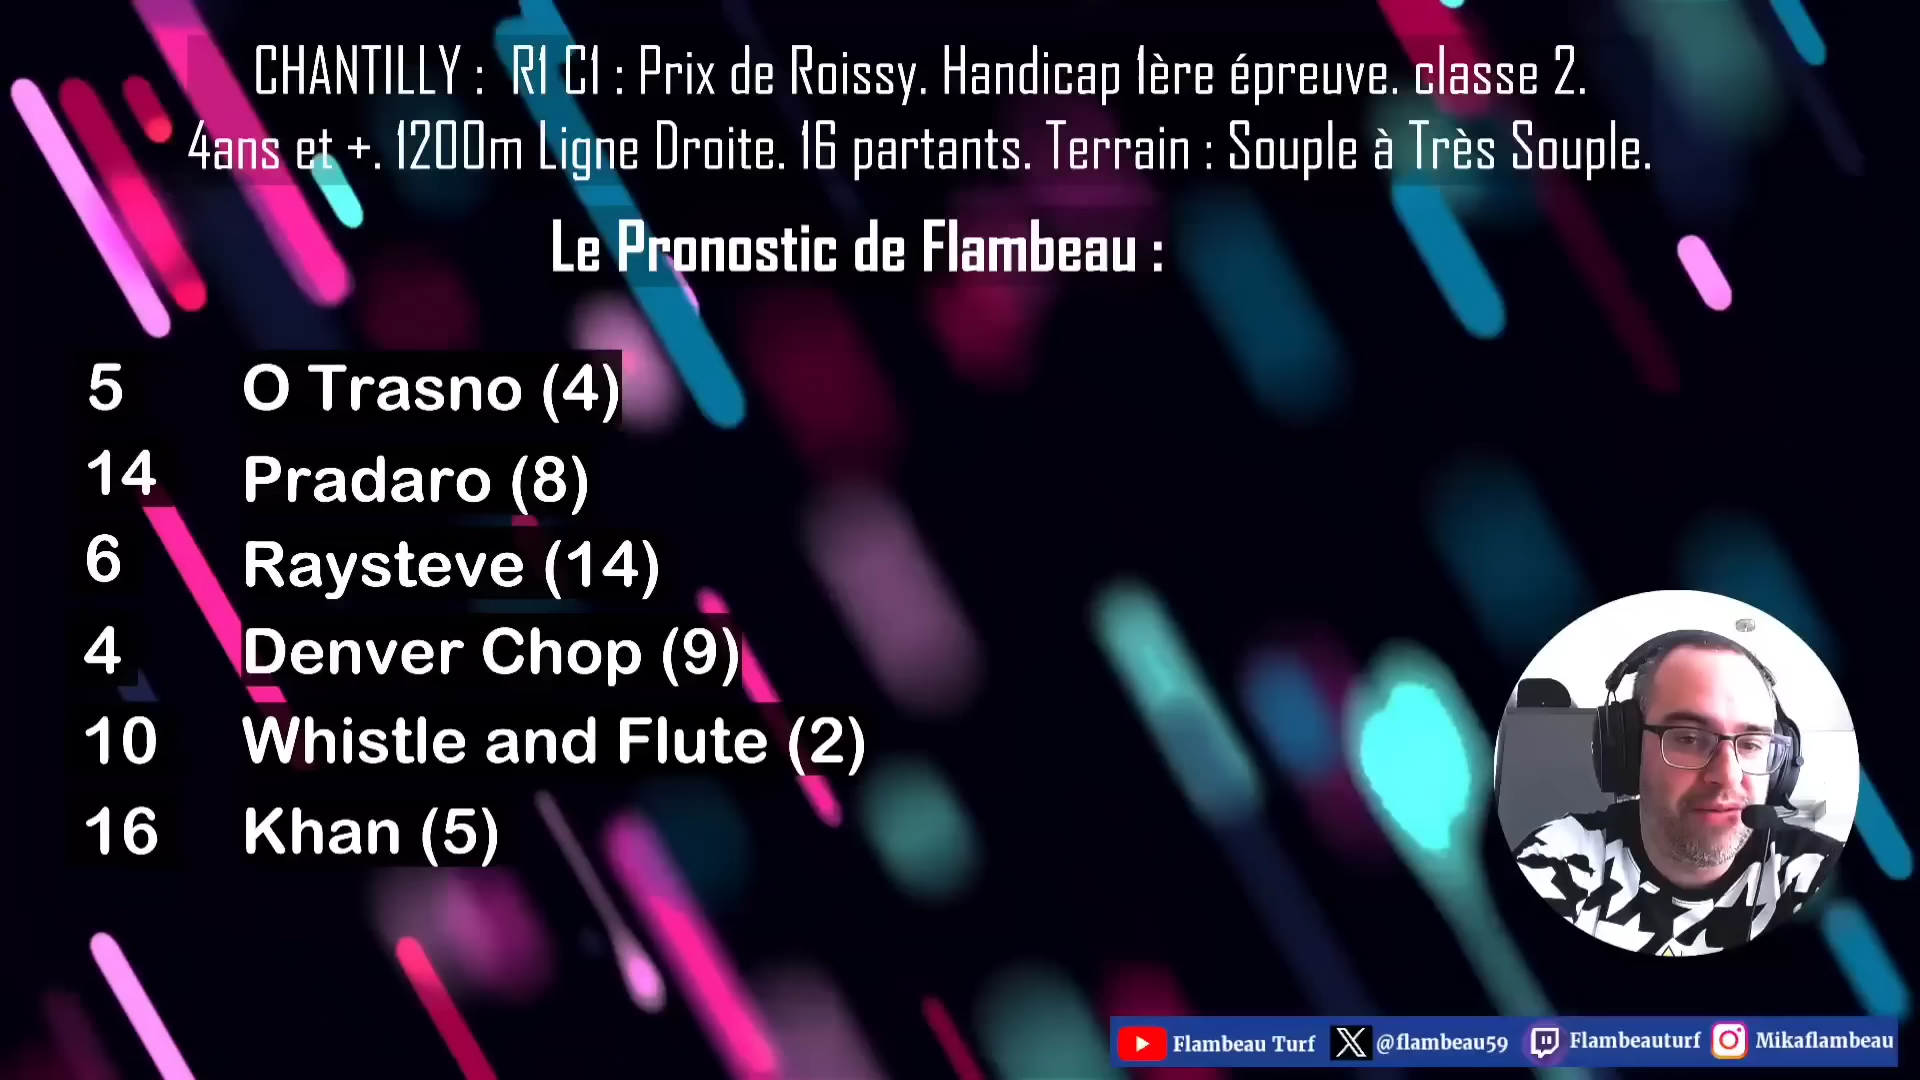 CHANTILLY : R1 C1 : Prix de Roissy. Handicap 1ère épreuve. classe 2.
4ans et +. 1200m Ligne Droite. 16 partants. Terrain : Souple à Très Souple.
Le Pronostic de Flambeau :
5 O Trasno (4)
14 Pradaro (8)
6 Raysteve (14)
4 Denver Chop (9)
10 Whistle and Flute (2)
16 Khan (5)
Flambeau Turf @flambeau59 Flambeauturf Mikaflambeau